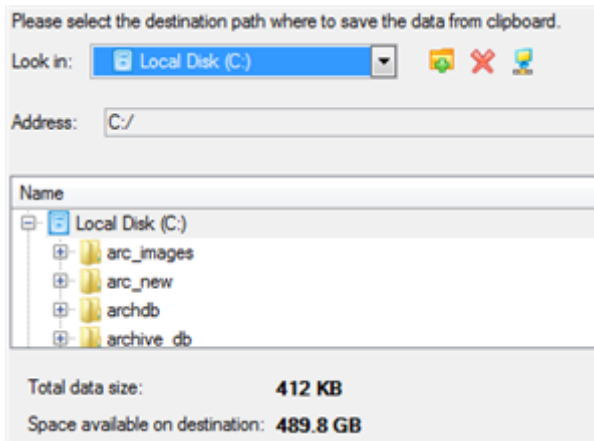 Please select the destination path where to save the data from clipboard.
Look in: Local Disk (C:)
Address: C:/
Name
Local Disk (C:)
arc_images
arc_new
archdb
archive_db
Total data size: 412 KB
Space available on destination: 489.8 GB